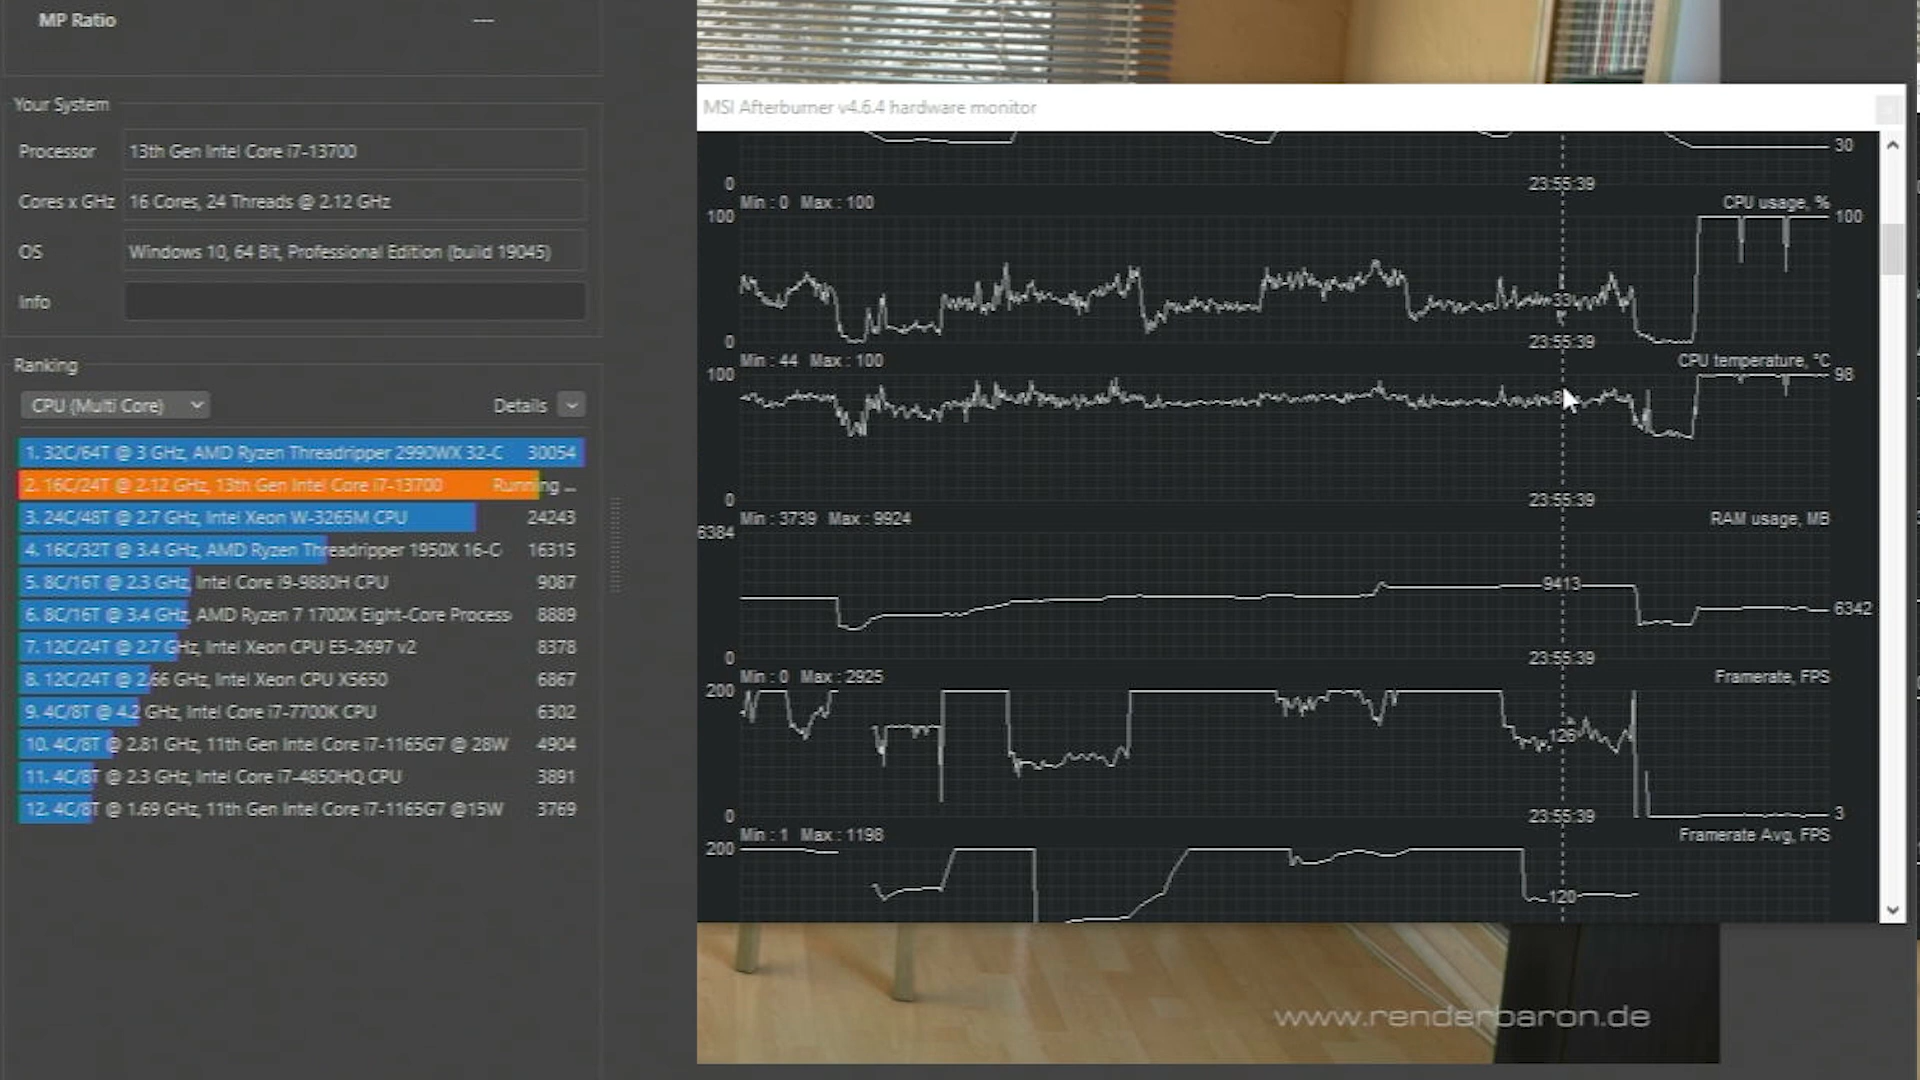 MP Ratio ---
Your System
Processor 13th Gen Intel Core i7-13700
Cores x GHz 16 Cores, 24 Threads @ 2.12 GHz
OS Windows 10, 64 Bit, Professional Edition (build 19045)
Info
Ranking
CPU (Multi Core) Details
1. 32C/64T @ 3 GHz, AMD Ryzen Threadripper 2990WX 32-C 30054
2. 16C/24T @ 2.12 GHz, 13th Gen Intel Core i7-13700 Running ...
3. 24C/48T @ 2.7 GHz, Intel Xeon W-3265M CPU 24243
4. 16C/32T @ 3.4 GHz, AMD Ryzen Threadripper 1950X 16-C 16315
5. 8C/16T @ 2.3 GHz, Intel Core i9-9880H CPU 9087
6. 8C/16T @ 3.4 GHz, AMD Ryzen 7 1700X Eight-Core Process 8889
7. 12C/24T @ 2.7 GHz, Intel Xeon CPU E5-2697 v2 8378
8. 12C/24T @ 2.66 GHz, Intel Xeon CPU X5650 6867
9. 4C/8T @ 4.2 GHz, Intel Core i7-7700K CPU 6302
10. 4C/8T @ 2.81 GHz, 11th Gen Intel Core i7-1165G7 @ 28W 4904
11. 4C/8T @ 2.3 GHz, Intel Core i7-4850HQ CPU 3891
12. 4C/8T @ 1.69 GHz, 11th Gen Intel Core i7-1165G7 @15W 3769
MSI Afterburner v4.6.4 hardware monitor
30
0 23:55:39
Min : 0 Max : 100 CPU usage, %
100 100
33
0 23:55:39
Min : 44 Max : 100 CPU temperature, °C
100 98
0 23:55:39
Min : 3739 Max : 9924 RAM usage, MB
6384
9413
6342
0 23:55:39
Min : 0 Max : 2925 Framerate, FPS
200
126
0 23:55:39 3
Min : 1 Max : 1198 Framerate Avg, FPS
200
120
www.renderbaron.de